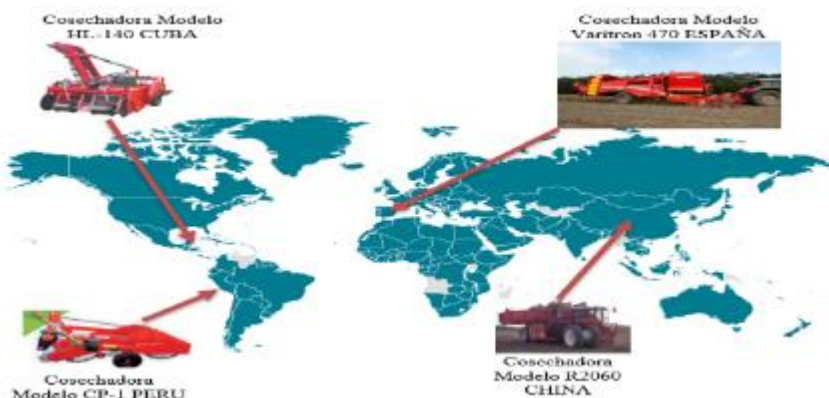 Cosechadora Modelo
HL-140 CUBA
Cosechadora Modelo
Varitron 470 ESPAÑA
Cosechadora
Modelo CP-1 PERU
Cosechadora
Modelo R2060
CHINA